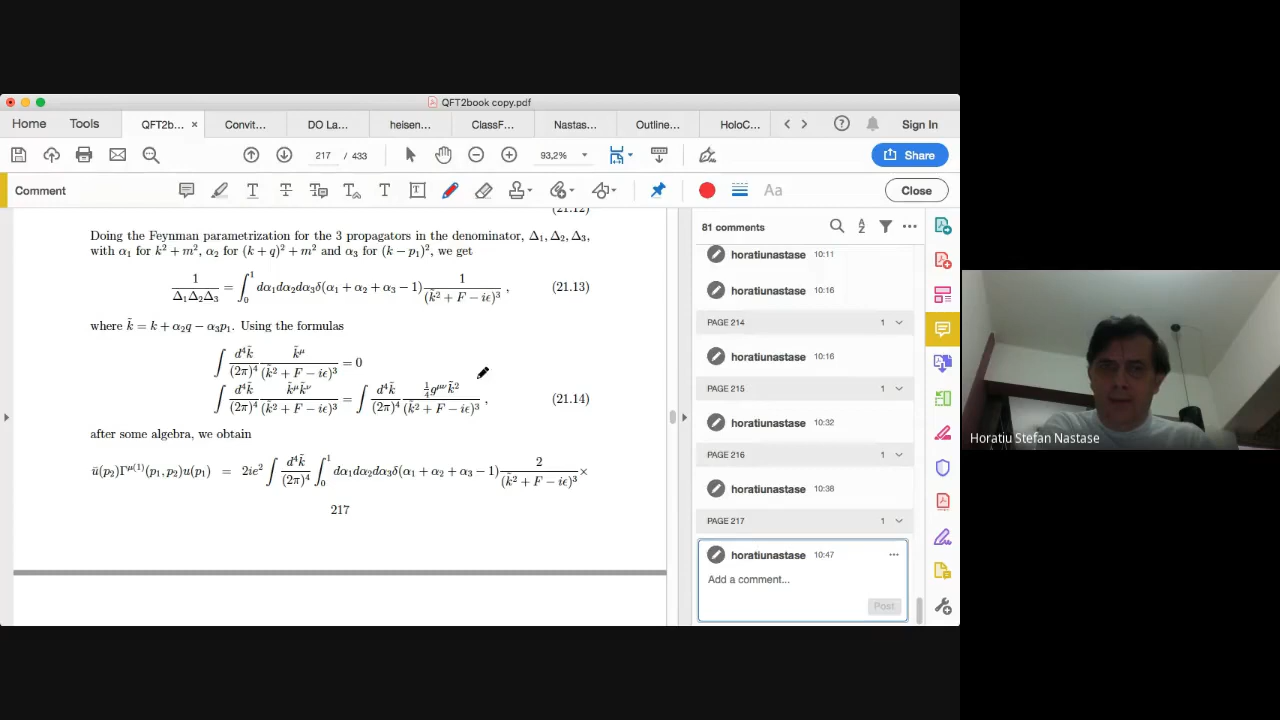 QFT2book copy.pdf
Home Tools QFT2b... × Convit... DO La... heisen... ClassF... Nastas... Outline... HoloC... Sign In
217 / 433 93,2% Share
Comment Aa Close
(21.12)
Doing the Feynman parametrization for the 3 propagators in the denominator, Δ₁, Δ₂, Δ₃,
with α₁ for k² + m², α₂ for (k + q)² + m² and α₃ for (k − p₁)², we get
1/(Δ₁Δ₂Δ₃) = ∫₀¹ dα₁dα₂dα₃δ(α₁ + α₂ + α₃ − 1) 1/(k̃² + F − iϵ)³ , (21.13)
where k̃ = k + α₂q − α₃p₁. Using the formulas
∫ d⁴k̃/(2π)⁴ k̃^μ/(k̃² + F − iϵ)³ = 0
∫ d⁴k̃/(2π)⁴ k̃^μk̃^ν/(k̃² + F − iϵ)³ = ∫ d⁴k̃/(2π)⁴ ¼g^μν k̃²/(k̃² + F − iϵ)³ , (21.14)
after some algebra, we obtain
ū(p₂)Γ^μ(1)(p₁, p₂)u(p₁) = 2ie² ∫ d⁴k̃/(2π)⁴ ∫₀¹ dα₁dα₂dα₃δ(α₁ + α₂ + α₃ − 1) 2/(k̃² + F − iϵ)³ ×
217
81 comments
horatiunastase 10:11
horatiunastase 10:16
PAGE 214 1
horatiunastase 10:16
PAGE 215 1
horatiunastase 10:32
PAGE 216 1
horatiunastase 10:38
PAGE 217 1
horatiunastase 10:47
Add a comment...
Post
Horatiu Stefan Nastase